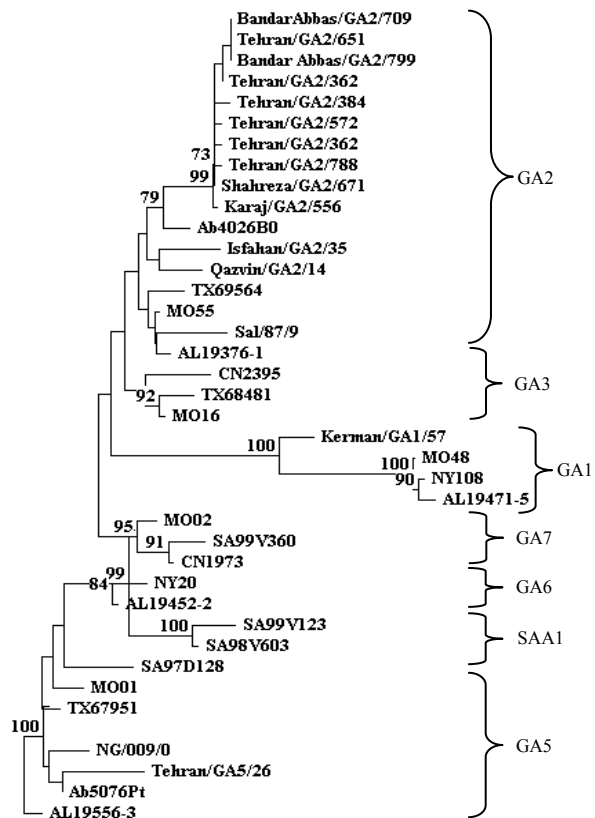 BandarAbbas/GA2/709
Tehran/GA2/651
Bandar Abbas/GA2/799
Tehran/GA2/362
Tehran/GA2/384
Tehran/GA2/572
Tehran/GA2/362
73
Tehran/GA2/788
99
Shahreza/GA2/671
GA2
79
Karaj/GA2/556
Ab4026B0
Isfahan/GA2/35
Qazvin/GA2/14
TX69564
MO55
Sal/87/9
AL19376-1
CN2395
GA3
92
TX68481
MO16
Kerman/GA1/57
100
MO48
100
GA1
90
NY108
AL19471-5
MO02
95
SA99V360
91
GA7
CN1973
99
84
NY20
GA6
AL19452-2
SA99V123
100
SAA1
SA98V603
SA97D128
MO01
TX67951
100
GA5
NG/009/0
Tehran/GA5/26
Ab5076Pt
AL19556-3